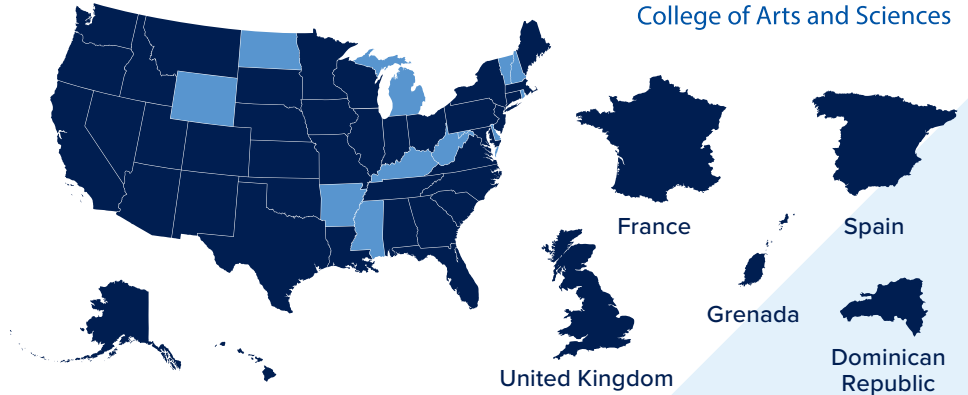 College of Arts and Sciences
France
Spain
Grenada
United Kingdom
Dominican
Republic